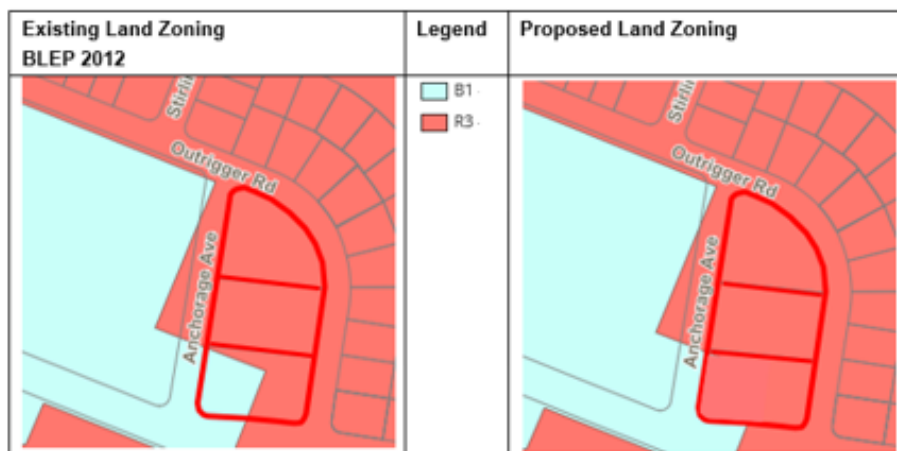 Existing Land Zoning
BLEP 2012
Legend
Proposed Land Zoning
B1
R3
Outrigger Rd
Anchorage Ave
Outrigger Rd
Anchorage Ave